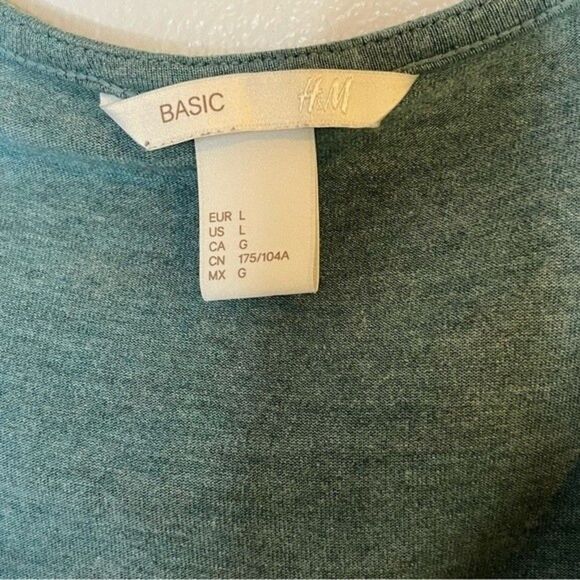 BASIC H&M
EUR L
US L
CA G
CN 175/104A
MX G